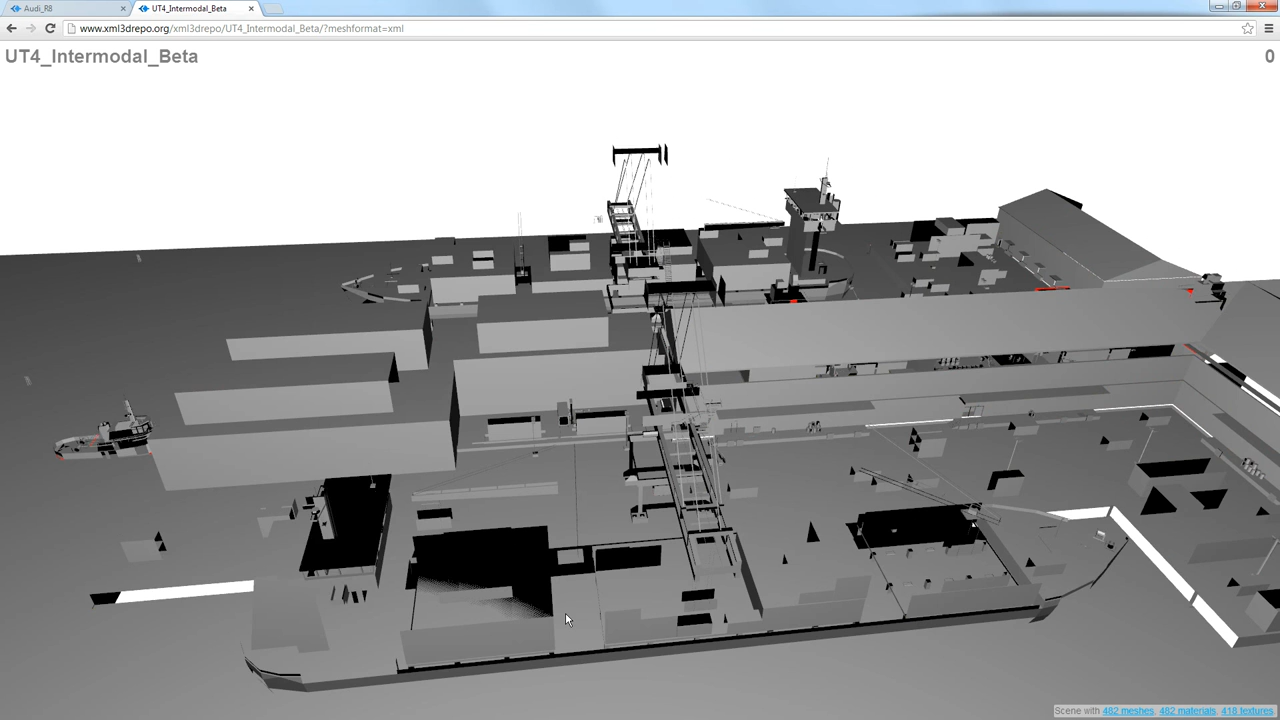 Audi_R8
UT4_Intermodal_Beta
www.xml3drepo.org/xml3drepo/UT4_Intermodal_Beta/?meshformat=xml
UT4_Intermodal_Beta
0
Scene with 482 meshes, 482 materials, 418 textures